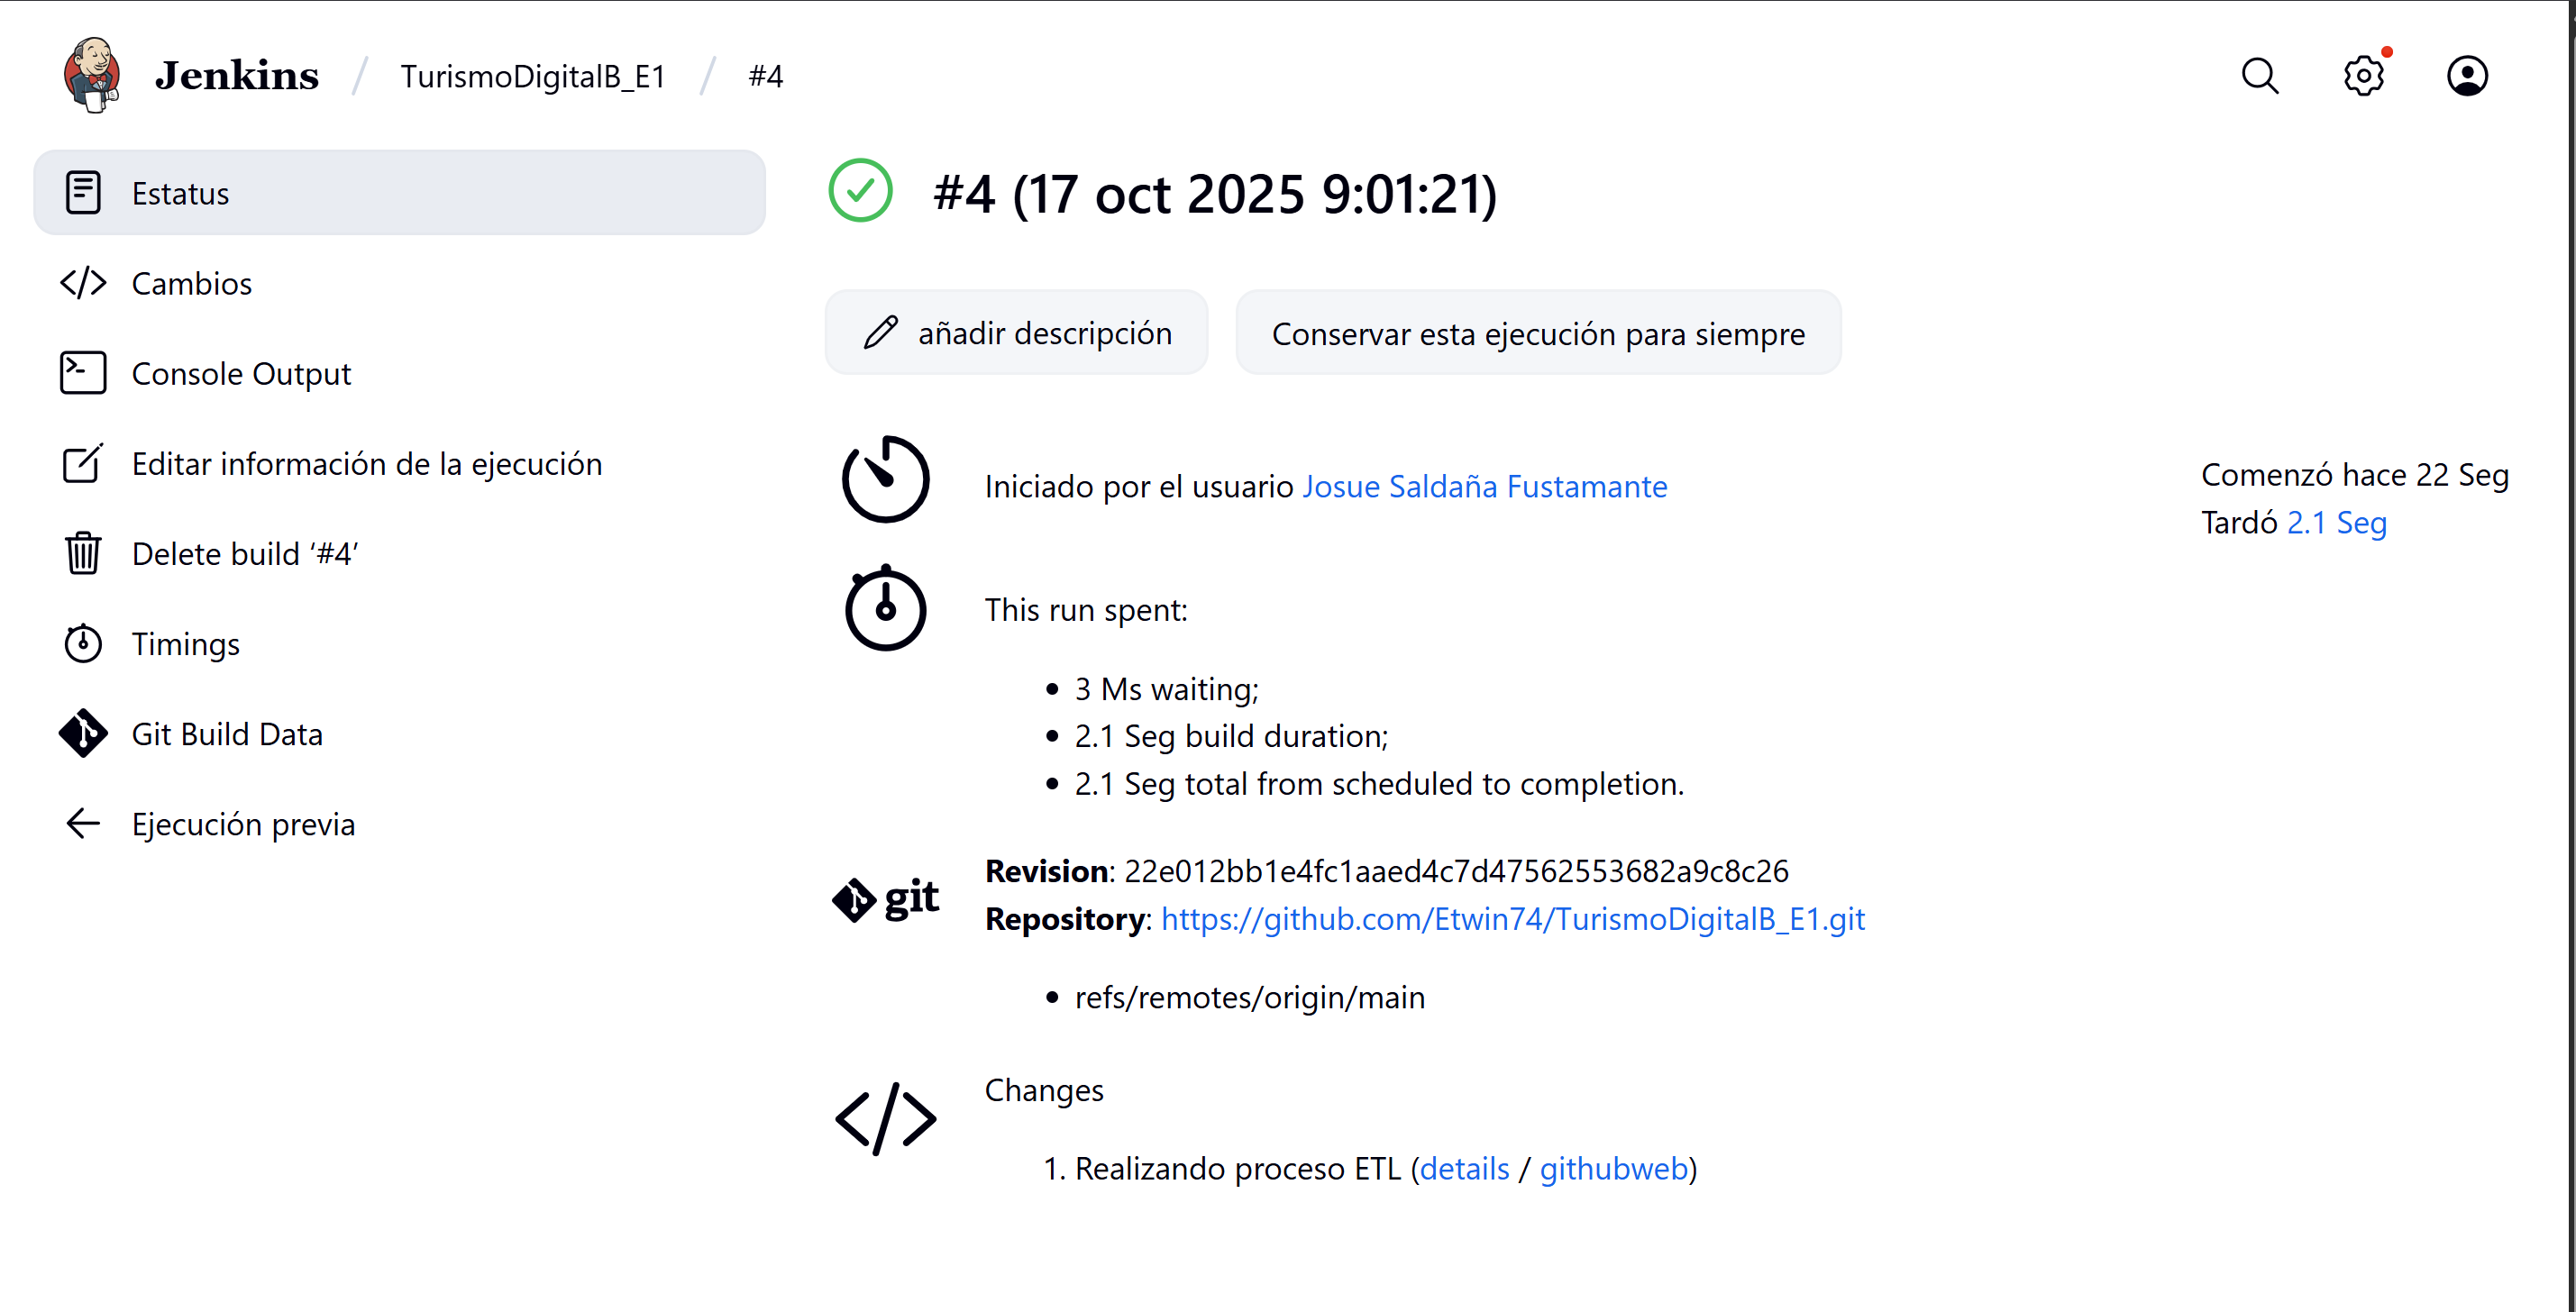 Jenkins / TurismoDigitalB_E1 / #4
Estatus
Cambios
Console Output
Editar información de la ejecución
Delete build ‘#4’
Timings
Git Build Data
Ejecución previa
#4 (17 oct 2025 9:01:21)
añadir descripción
Conservar esta ejecución para siempre
Iniciado por el usuario Josue Saldaña Fustamante
Comenzó hace 22 Seg
Tardó 2.1 Seg
This run spent:
• 3 Ms waiting;
• 2.1 Seg build duration;
• 2.1 Seg total from scheduled to completion.
git
Revision: 22e012bb1e4fc1aaed4c7d47562553682a9c8c26
Repository: https://github.com/Etwin74/TurismoDigitalB_E1.git
• refs/remotes/origin/main
Changes
1. Realizando proceso ETL (details / githubweb)